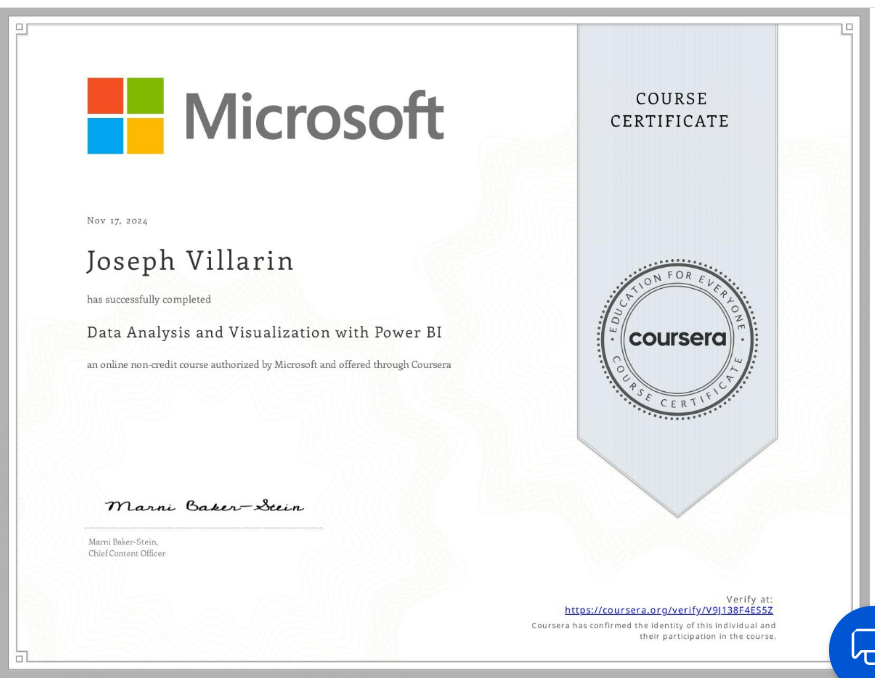 Microsoft
COURSE
CERTIFICATE
Nov 17, 2024
Joseph Villarin
has successfully completed
Data Analysis and Visualization with Power BI
an online non-credit course authorized by Microsoft and offered through Coursera
EDUCATION FOR EVERYONE
coursera
COURSE CERTIFICATE
Marni Baker-Stein
Marni Baker-Stein,
Chief Content Officer
Verify at:
https://coursera.org/verify/V9J138F4ES5Z
Coursera has confirmed the identity of this individual and
their participation in the course.